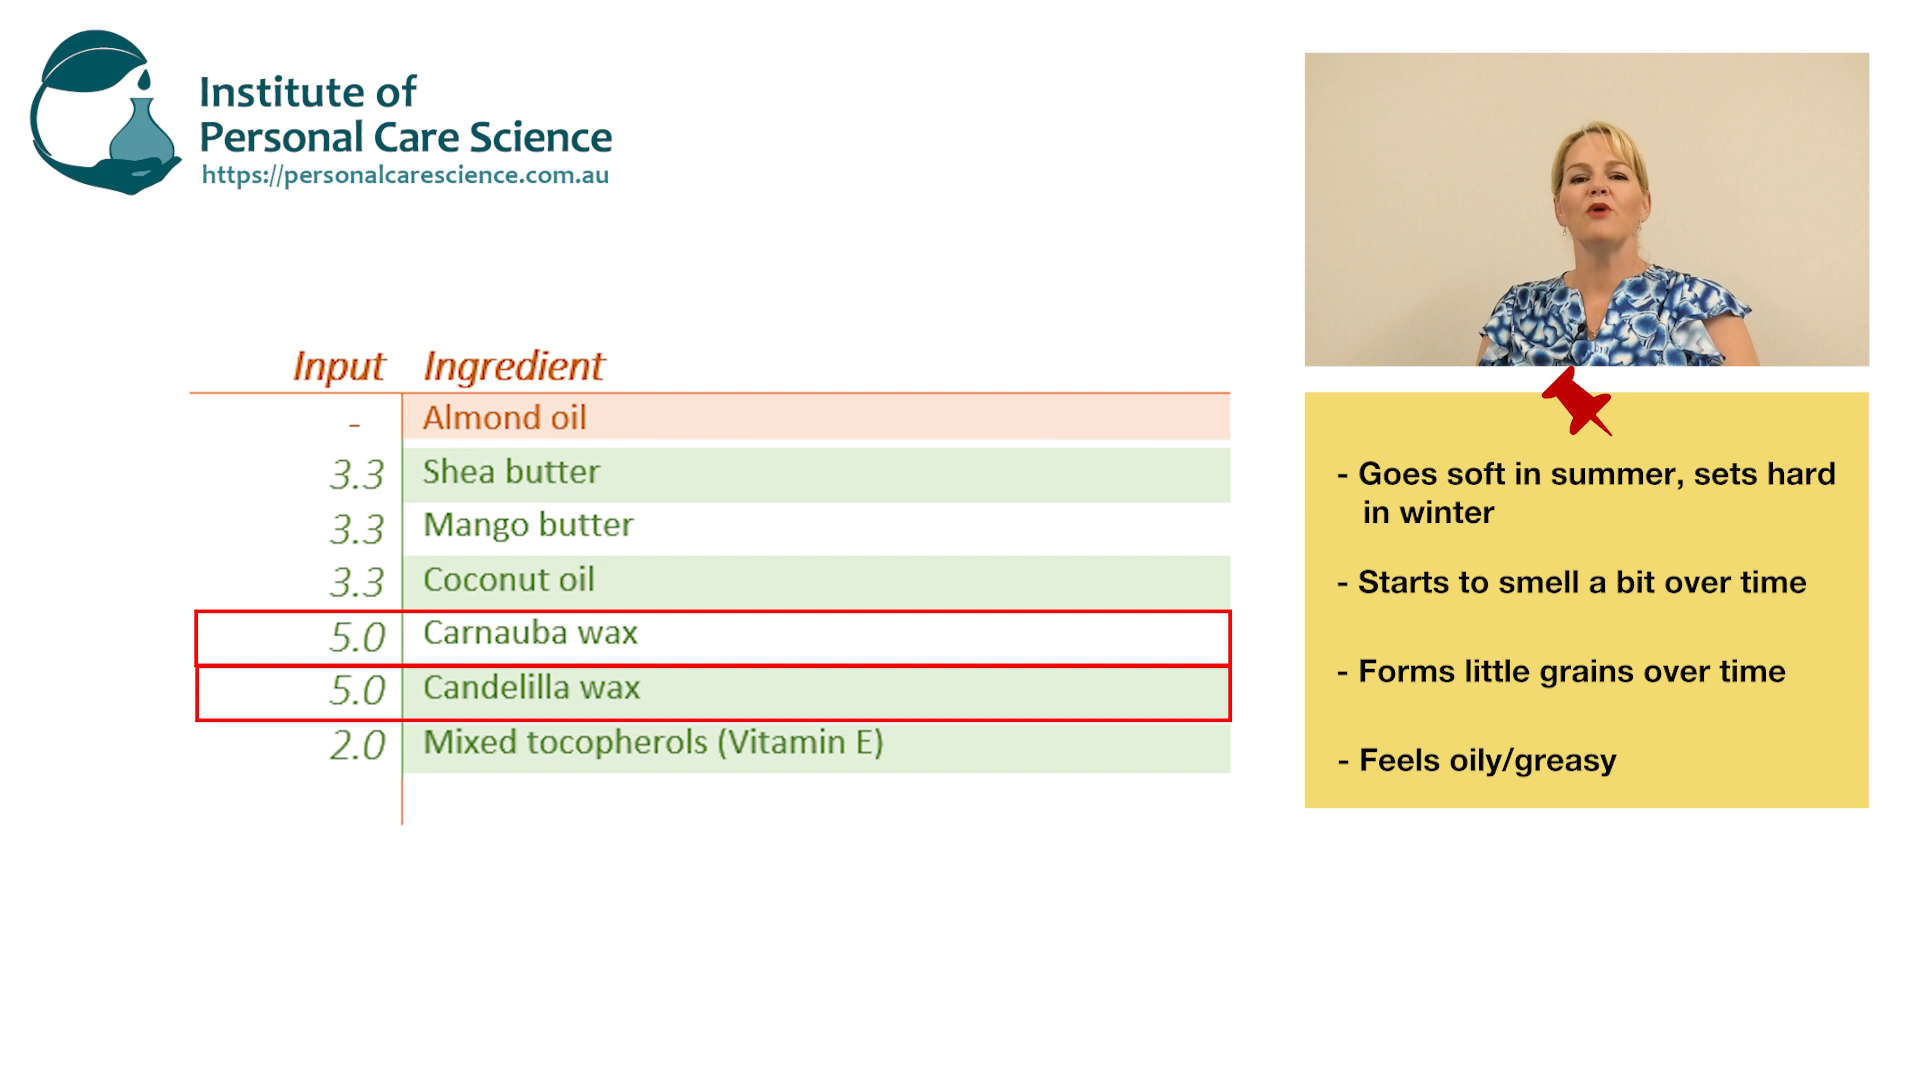 Institute of
Personal Care Science
https://personalcarescience.com.au
Input Ingredient
- Almond oil
3.3 Shea butter
3.3 Mango butter
3.3 Coconut oil
5.0 Carnauba wax
5.0 Candelilla wax
2.0 Mixed tocopherols (Vitamin E)
- Goes soft in summer, sets hard
in winter
- Starts to smell a bit over time
- Forms little grains over time
- Feels oily/greasy